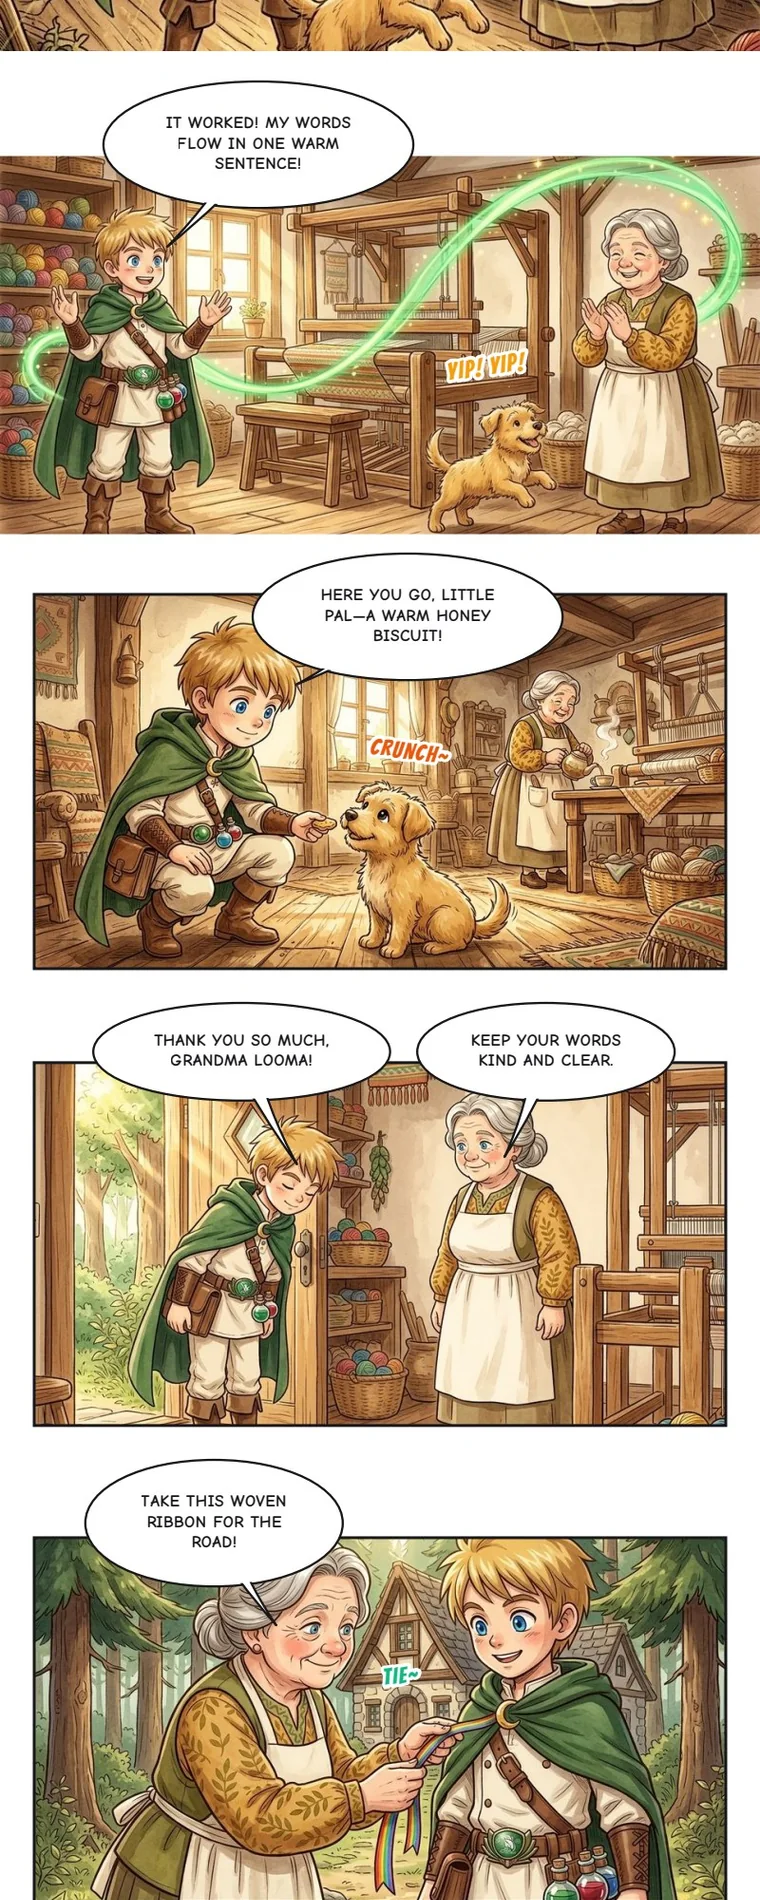 IT WORKED! MY WORDS
FLOW IN ONE WARM
SENTENCE!
YIP! YIP!
HERE YOU GO, LITTLE
PAL—A WARM HONEY
BISCUIT!
CRUNCH~
THANK YOU SO MUCH,
GRANDMA LOOMA!
KEEP YOUR WORDS
KIND AND CLEAR.
TAKE THIS WOVEN
RIBBON FOR THE
ROAD!
TIE~